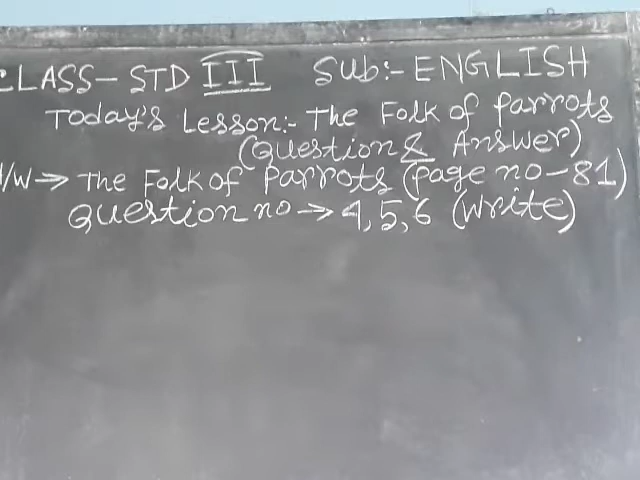 CLASS- STD III SUB:- ENGLISH
Today's Lesson:- The Folk of Parrots
(Question & Answer)
/W→ The Folk of Parrots (page no-81)
Question no → 4,5,6 (Write)